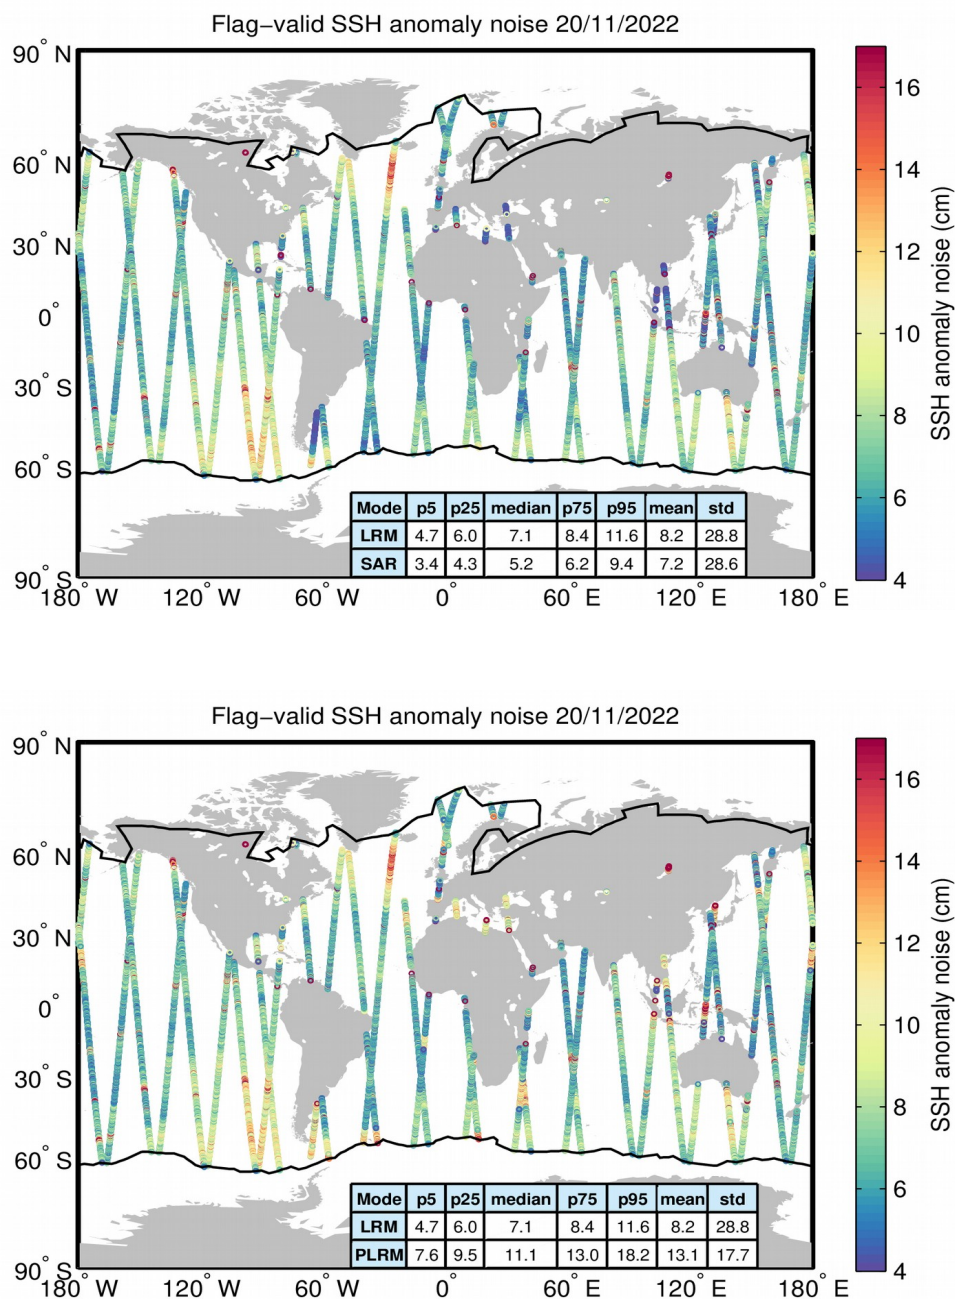 Flag−valid SSH anomaly noise 20/11/2022
90° N
60° N
30° N
0°
30° S
60° S
90° S
180° W 120° W 60° W 0° 60° E 120° E 180° E
16
14
12
10
8
6
4
SSH anomaly noise (cm)
Mode p5 p25 median p75 p95 mean std
LRM 4.7 6.0 7.1 8.4 11.6 8.2 28.8
SAR 3.4 4.3 5.2 6.2 9.4 7.2 28.6
Flag−valid SSH anomaly noise 20/11/2022
90° N
60° N
30° N
0°
30° S
60° S
90° S
180° W 120° W 60° W 0° 60° E 120° E 180° E
16
14
12
10
8
6
4
SSH anomaly noise (cm)
Mode p5 p25 median p75 p95 mean std
LRM 4.7 6.0 7.1 8.4 11.6 8.2 28.8
PLRM 7.6 9.5 11.1 13.0 18.2 13.1 17.7